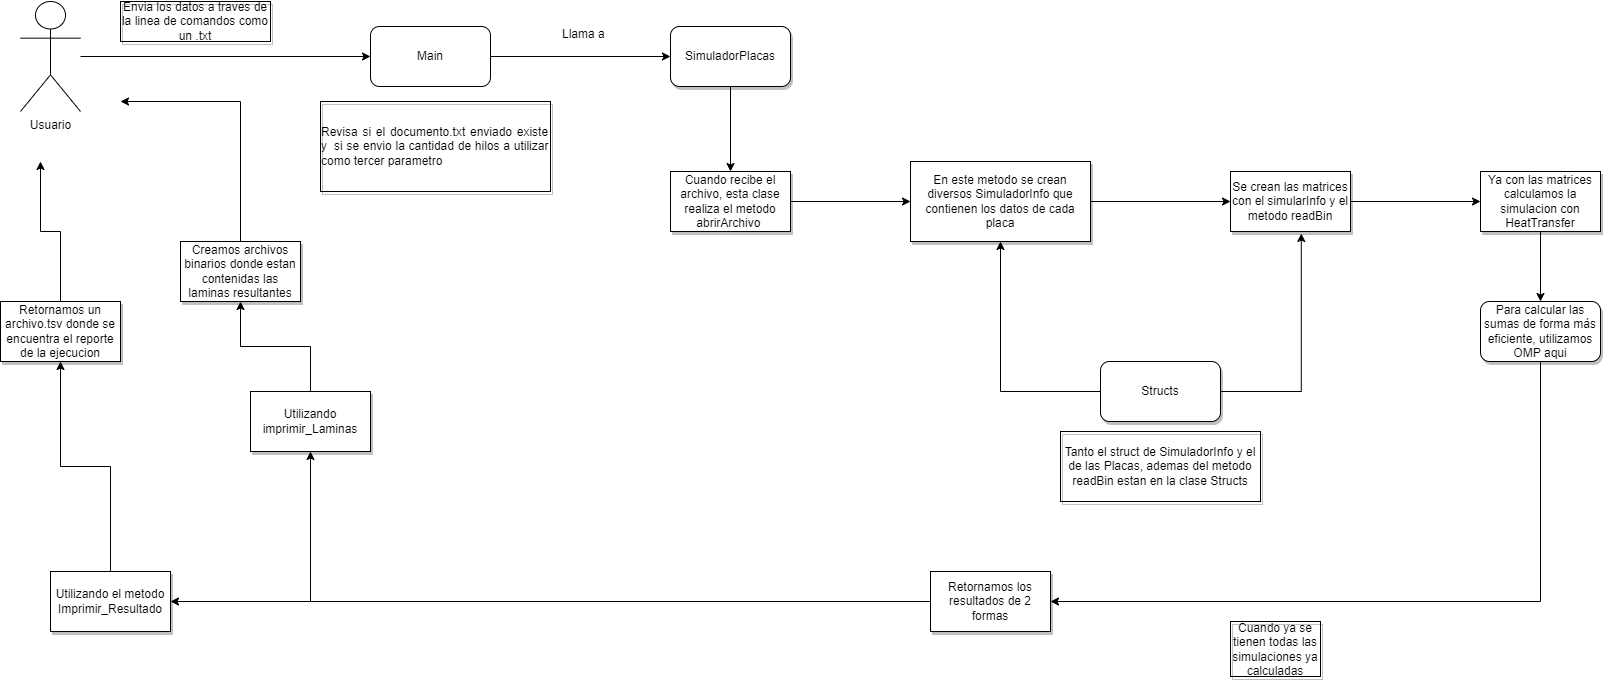 Envia los datos a traves de
la linea de comandos como
un .txt
Usuario
Main
Llama a
SimuladorPlacas
Revisa si el documento.txt enviado existe
y si se envio la cantidad de hilos a utilizar
como tercer parametro
Cuando recibe el
archivo, esta clase
realiza el metodo
abrirArchivo
En este metodo se crean
diversos SimuladorInfo que
contienen los datos de cada
placa
Se crean las matrices
con el simularInfo y el
metodo readBin
Ya con las matrices
calculamos la
simulacion con
HeatTransfer
Creamos archivos
binarios donde estan
contenidas las
laminas resultantes
Retornamos un
archivo.tsv donde se
encuentra el reporte
de la ejecucion
Para calcular las
sumas de forma más
eficiente, utilizamos
OMP aqui
Structs
Utilizando
imprimir_Laminas
Tanto el struct de SimuladorInfo y el
de las Placas, ademas del metodo
readBin estan en la clase Structs
Utilizando el metodo
Imprimir_Resultado
Retornamos los
resultados de 2
formas
Cuando ya se
tienen todas las
simulaciones ya
calculadas